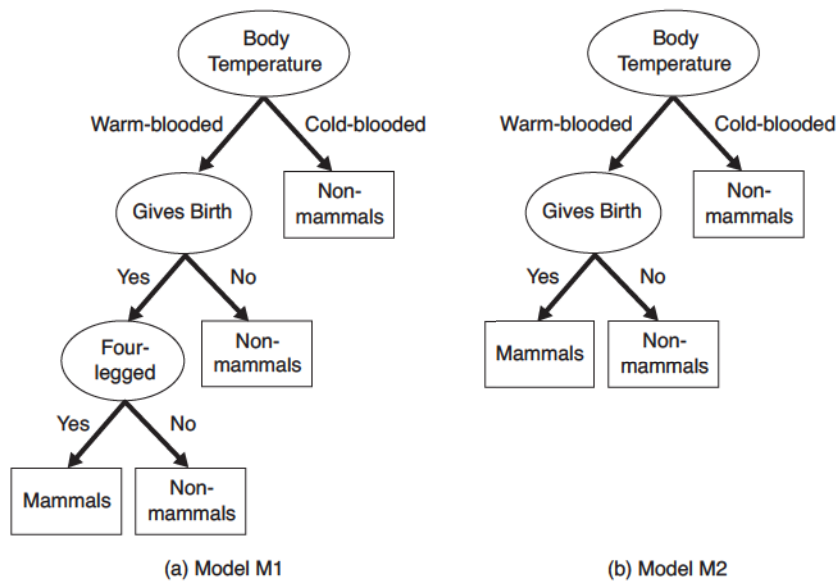 Body
Temperature
Warm-blooded
Cold-blooded
Gives Birth
Non-
mammals
Yes
No
Four-
legged
Non-
mammals
Yes
No
Mammals
Non-
mammals
(a) Model M1
Body
Temperature
Warm-blooded
Cold-blooded
Gives Birth
Non-
mammals
Yes
No
Mammals
Non-
mammals
(b) Model M2